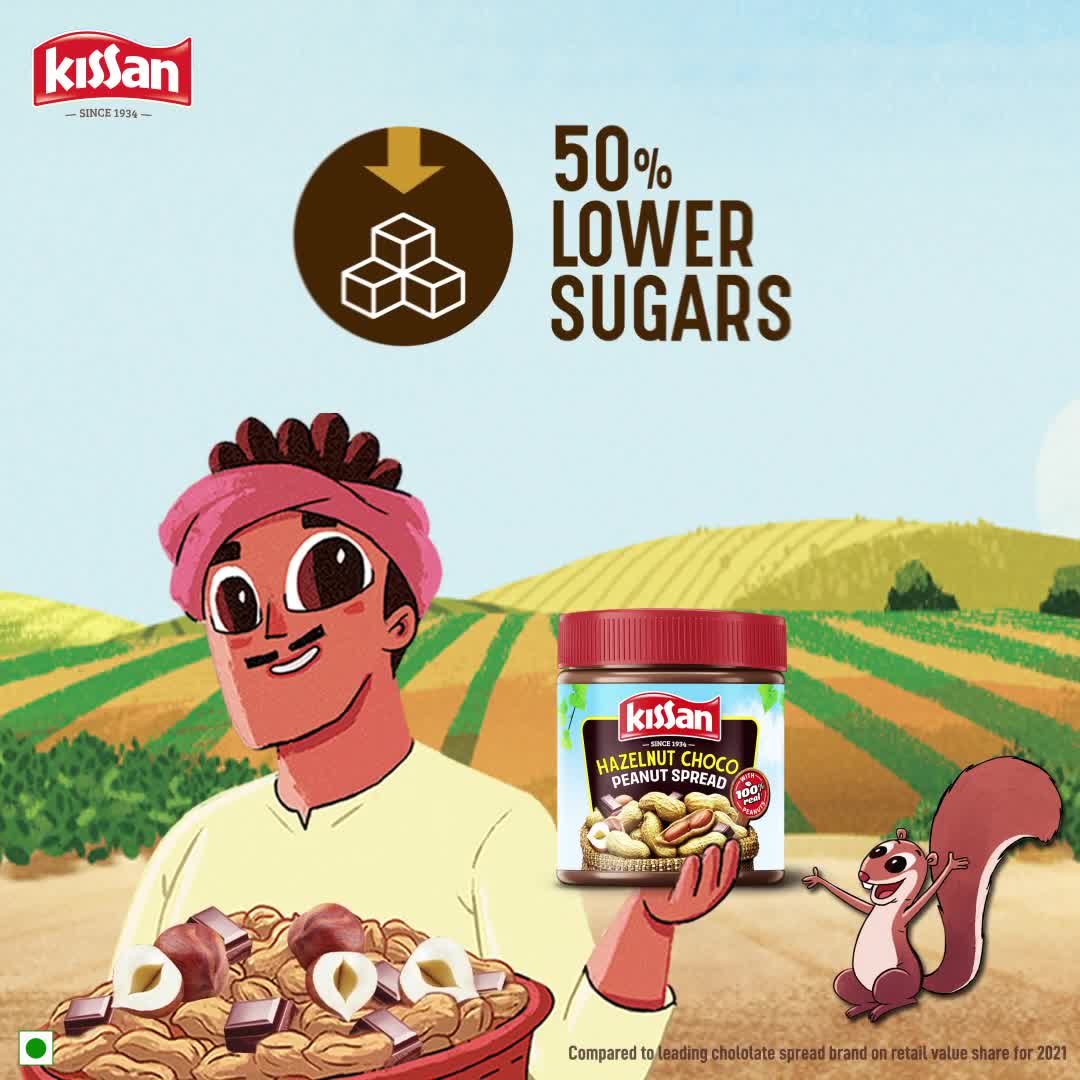 kissan
SINCE 1934
50%
LOWER
SUGARS
kissan
SINCE 1934
HAZELNUT CHOCO
PEANUT SPREAD
WITH
100%
real
PEANUTS
Compared to leading chololate spread brand on retail value share for 2021